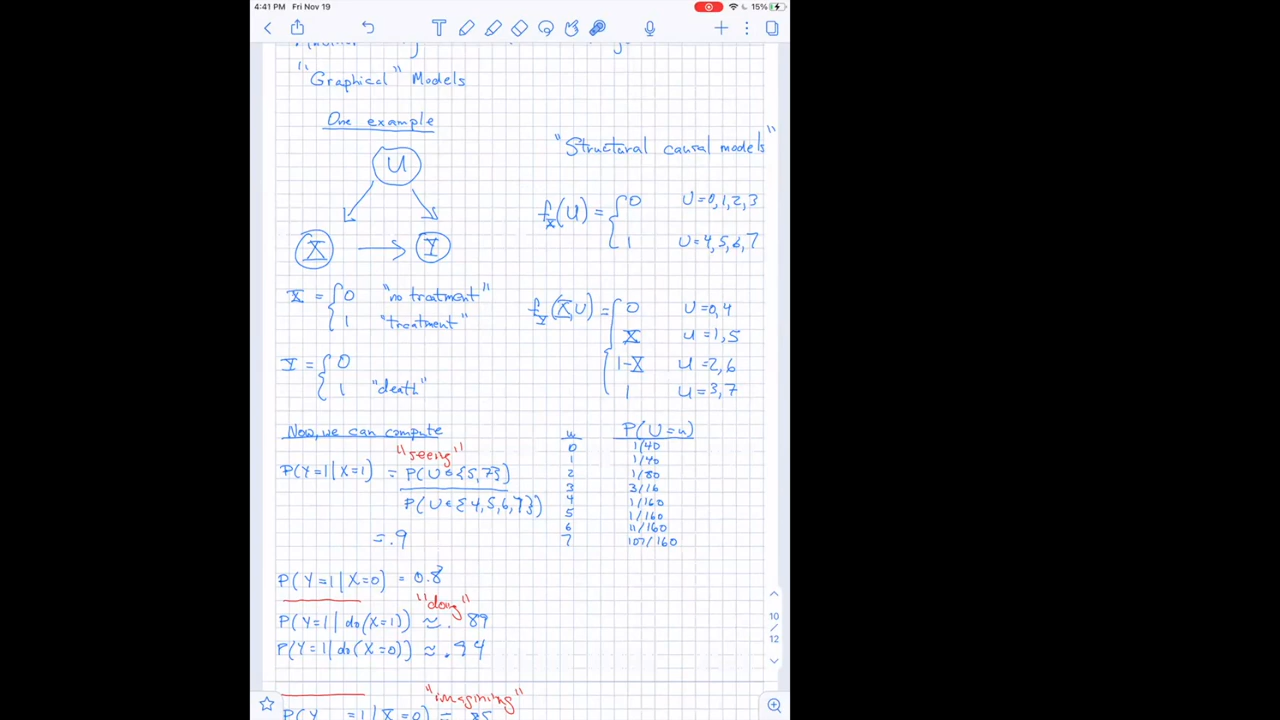 4:41 PM Fri Nov 19
15%
"Graphical" Models
One example
"Structural causal models"
U
X
Y
f_X(U) = { 0 U=0,1,2,3
1 U=4,5,6,7
X = { 0 "no treatment"
1 "treatment"
Y = { 0
1 "death"
f_Y(X,U) = { 0 U=0,4
X U=1,5
1-X U=2,6
1 U=3,7
Now, we can compute
"seeing"
P(Y=1|X=1) = P(U∈{5,7})
P(U∈{4,5,6,7})
= .9
u P(U=u)
0 1/40
1 1/40
2 1/80
3 3/16
4 1/160
5 1/160
6 11/160
7 107/160
P(Y=1|X=0) = 0.8
"doing"
P(Y=1|do(X=1)) ≈ .89
P(Y=1|do(X=0)) ≈ .94
"imagining"
10
/
12